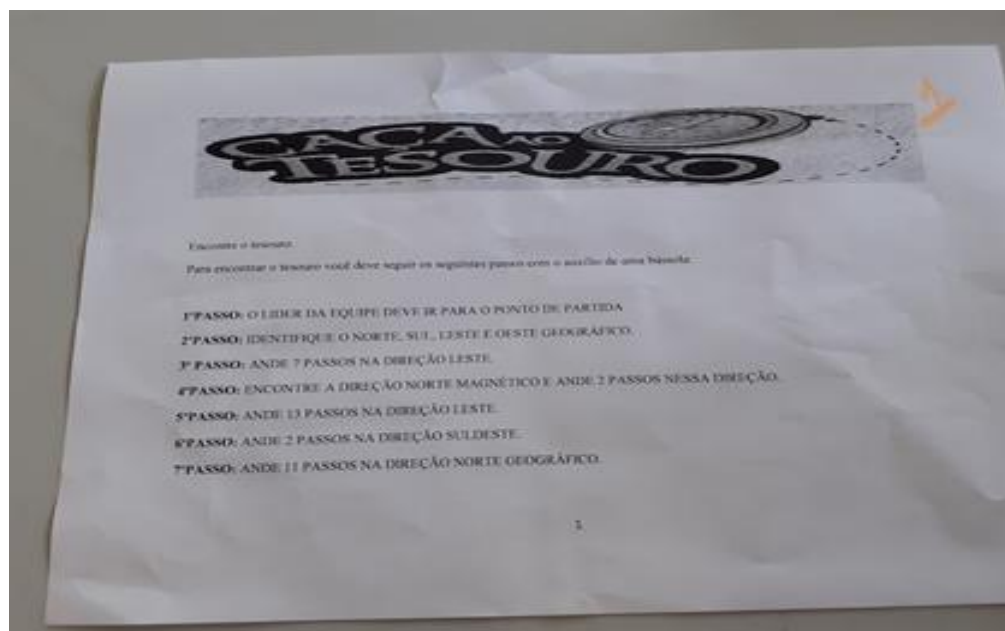 1
CAÇA AO
TESOURO
Encontre o tesouro
Para encontrar o tesouro você deve seguir os seguintes passos com o auxílio de uma bússola:
1ºPASSO: O LIDER DA EQUIPE DEVE IR PARA O PONTO DE PARTIDA
2ºPASSO: IDENTIFIQUE O NORTE, SUL, LESTE E OESTE GEOGRÁFICO.
3º PASSO: ANDE 7 PASSOS NA DIREÇÃO LESTE.
4ºPASSO: ENCONTRE A DIREÇÃO NORTE MAGNÉTICO E ANDE 2 PASSOS NESSA DIREÇÃO.
5ºPASSO: ANDE 13 PASSOS NA DIREÇÃO LESTE.
6ºPASSO: ANDE 2 PASSOS NA DIREÇÃO SULDESTE.
7ºPASSO: ANDE 11 PASSOS NA DIREÇÃO NORTE GEOGRÁFICO.
1